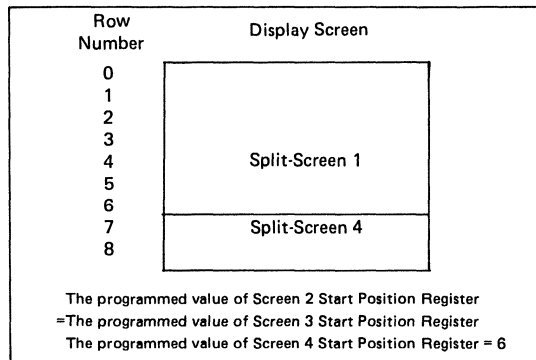 Row
Number
Display Screen
0
1
2
3
4
Split-Screen 1
5
6
7
Split-Screen 4
8
The programmed value of Screen 2 Start Position Register
=The programmed value of Screen 3 Start Position Register
The programmed value of Screen 4 Start Position Register = 6